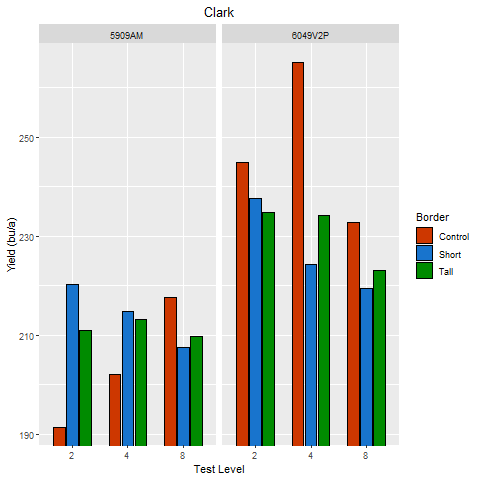 Clark
5909AM 6049V2P
Yield (bu/a)
250
230
210
190
2 4 8 2 4 8
Test Level
Border
Control
Short
Tall